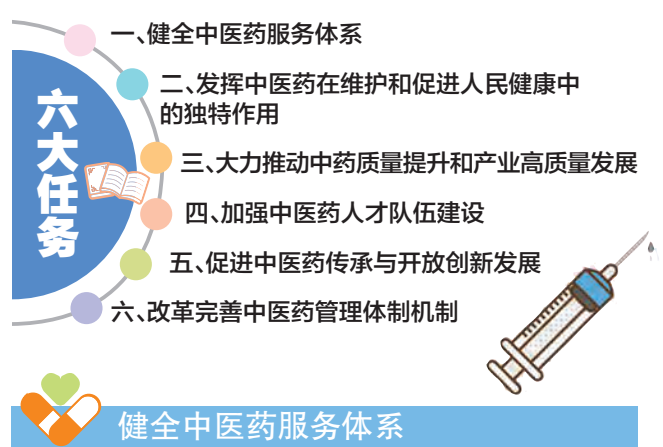 六大任务
一、健全中医药服务体系
二、发挥中医药在维护和促进人民健康中
的独特作用
三、大力推动中药质量提升和产业高质量发展
四、加强中医药人才队伍建设
五、促进中医药传承与开放创新发展
六、改革完善中医药管理体制机制
健全中医药服务体系